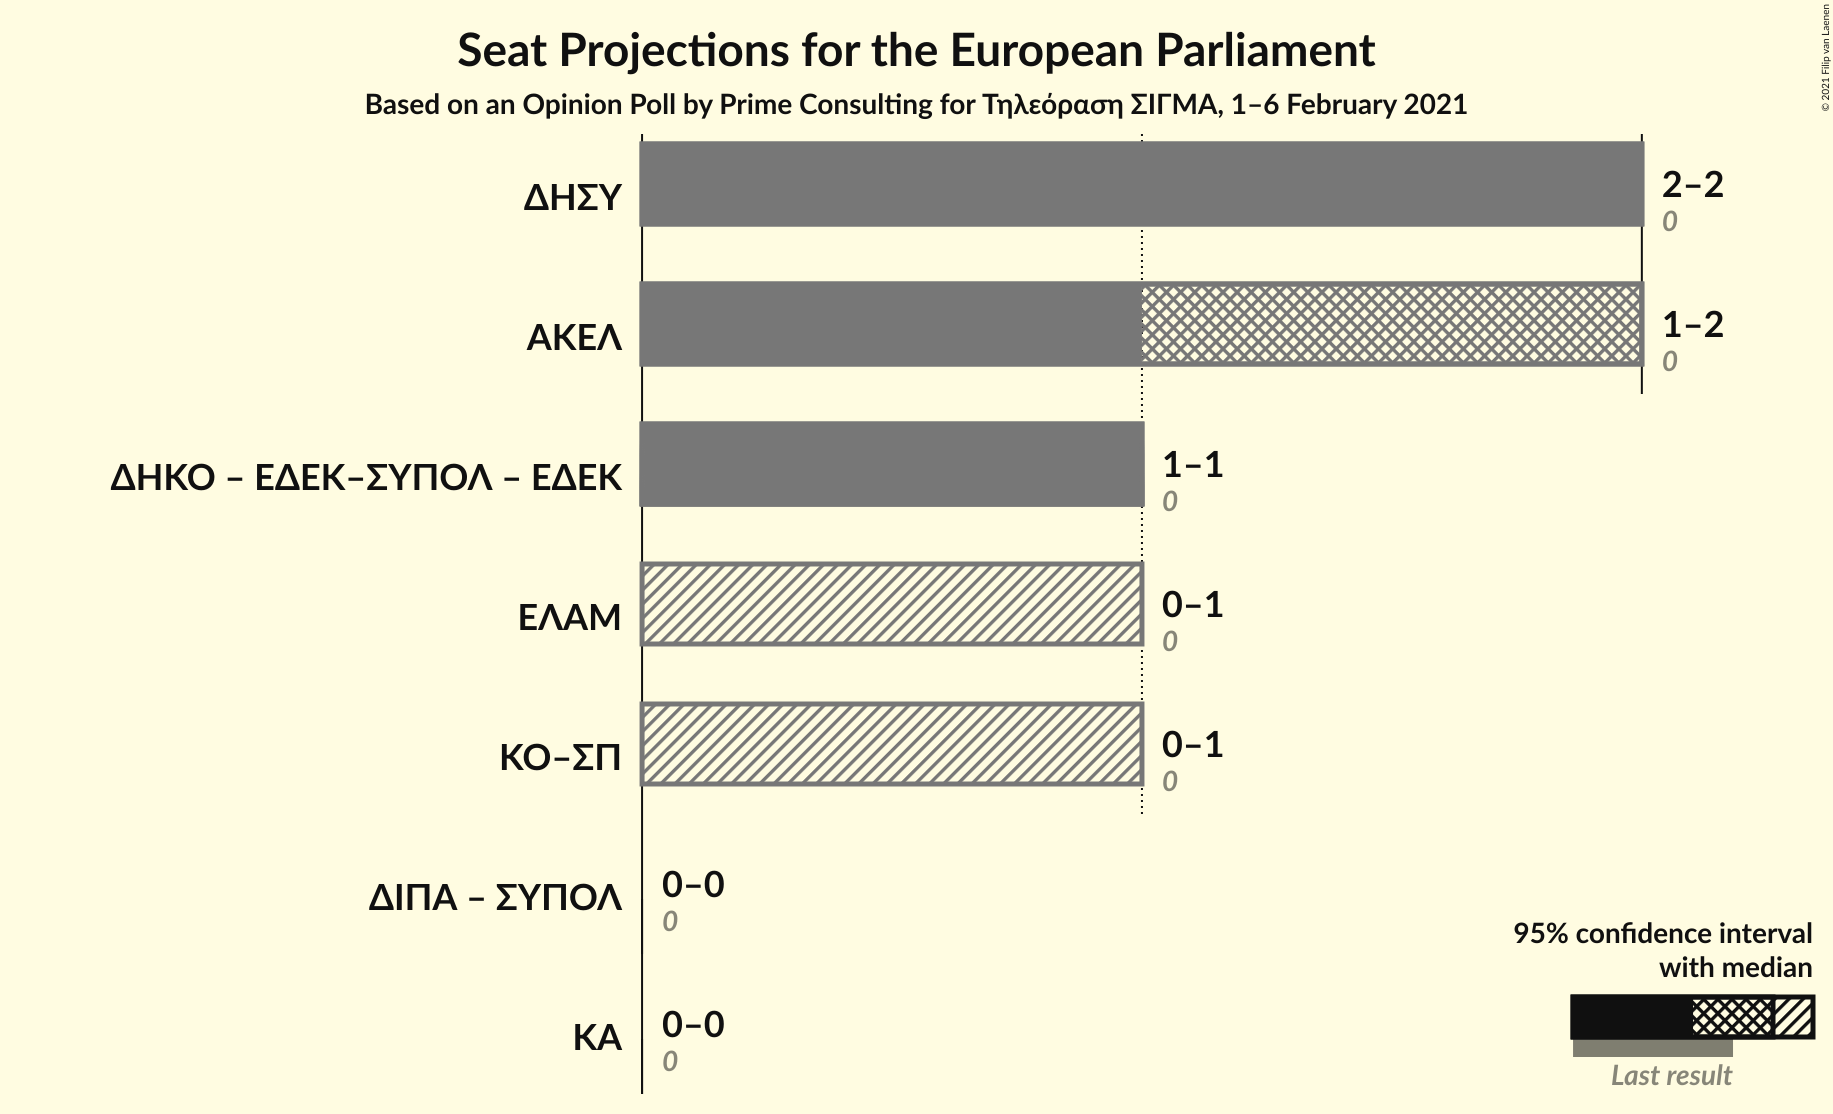 Seat Projections for the European Parliament
Based on an Opinion Poll by Prime Consulting for Τηλεόραση ΣΙΓΜΑ, 1–6 February 2021
© 2021 Filip van Laenen
ΔΗΣΥ
2–2
0
ΑΚΕΛ
1–2
0
ΔΗΚΟ – ΕΔΕΚ–ΣΥΠΟΛ – ΕΔΕΚ
1–1
0
ΕΛΑΜ
0–1
0
ΚΟ–ΣΠ
0–1
0
ΔΙΠΑ – ΣΥΠΟΛ
0–0
0
ΚΑ
0–0
0
95% confidence interval
with median
Last result